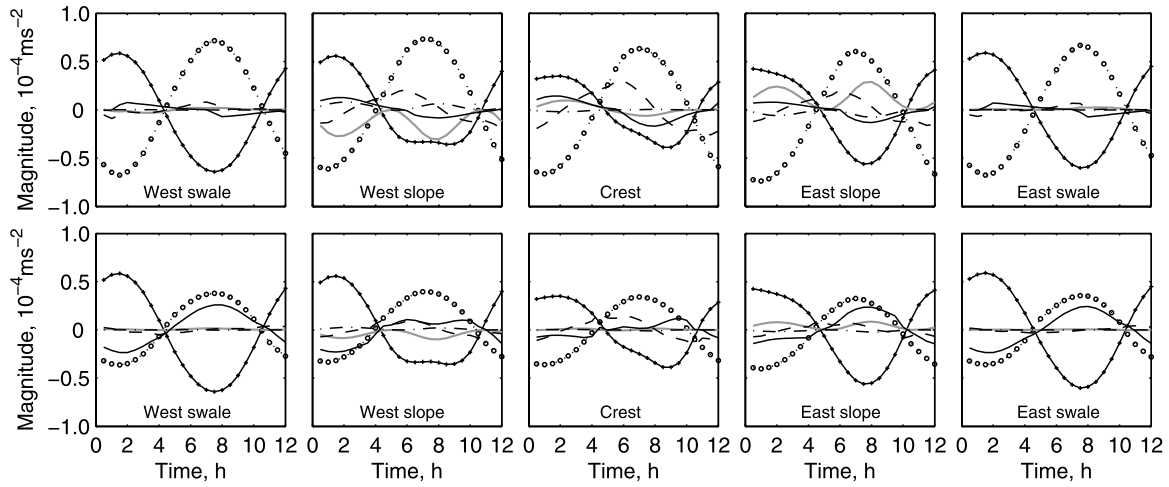 Magnitude, 10⁻⁴ms⁻²
1.0
0.5
0
−0.5
−1.0
West swale West slope Crest East slope East swale
Magnitude, 10⁻⁴ms⁻²
1.0
0.5
0
−0.5
−1.0
West swale West slope Crest East slope East swale
0 2 4 6 8 10 12 0 2 4 6 8 10 12 0 2 4 6 8 10 12 0 2 4 6 8 10 12 0 2 4 6 8 10 12
Time, h Time, h Time, h Time, h Time, h